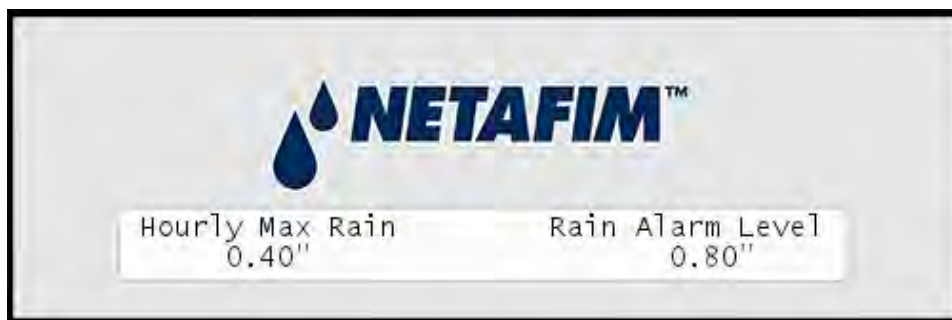 NETAFIM™
Hourly Max Rain Rain Alarm Level
0.40" 0.80"